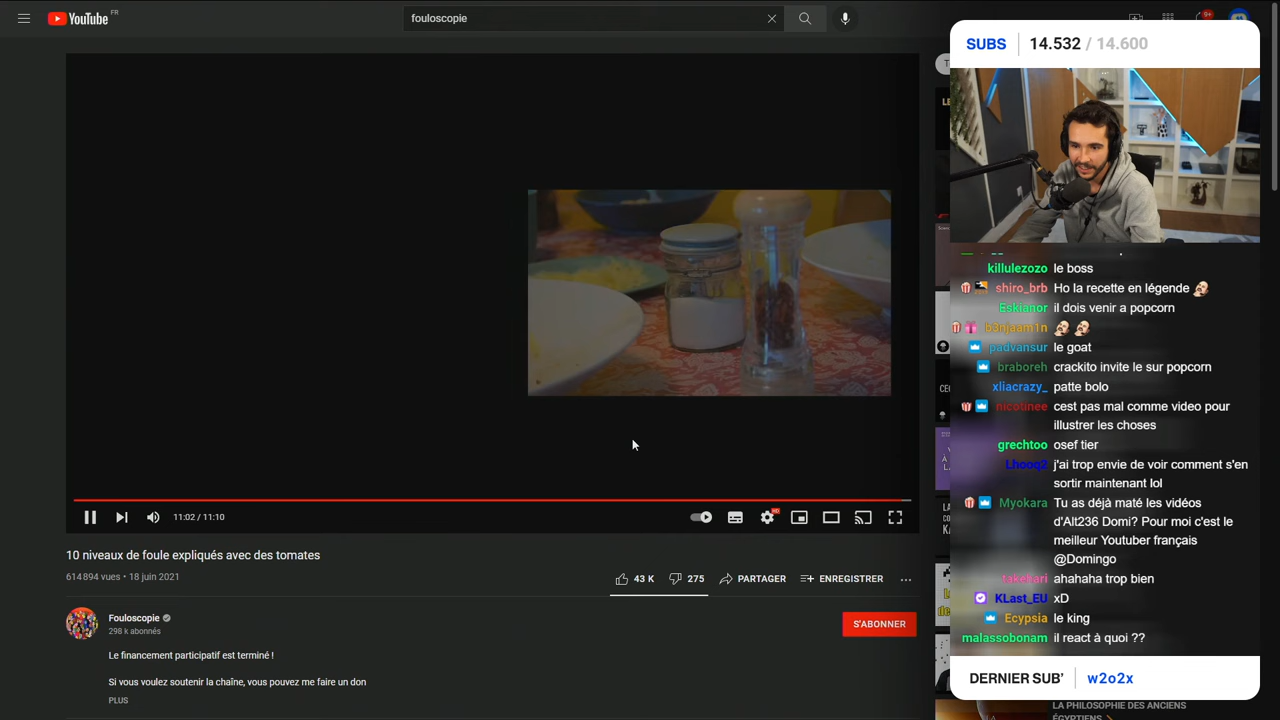 YouTube FR
fouloscopie
9+
SUBS 14.532 / 14.600
killulezozo le boss
shiro_brb Ho la recette en légende
Eskianor il dois venir a popcorn
b3njaam1n
padvansur le goat
braboreh crackito invite le sur popcorn
xliacrazy_ patte bolo
nicotinee cest pas mal comme video pour
illustrer les choses
grechtoo osef tier
Lhooq2 j'ai trop envie de voir comment s'en
sortir maintenant lol
Myokara Tu as déjà maté les vidéos
d'Alt236 Domi? Pour moi c'est le
meilleur Youtuber français
@Domingo
ahahaha trop bien
KLast_EU xD
Ecypsia le king
malassobonam il react à quoi ??
DERNIER SUB' w2o2x
11:02 / 11:10
HD
10 niveaux de foule expliqués avec des tomates
614 894 vues • 18 juin 2021
43 K 275 PARTAGER ENREGISTRER
Fouloscopie
298 k abonnés
S'ABONNER
Le financement participatif est terminé !
Si vous voulez soutenir la chaîne, vous pouvez me faire un don
PLUS
LA PHILOSOPHIE DES ANCIENS
ÉGYPTIENS